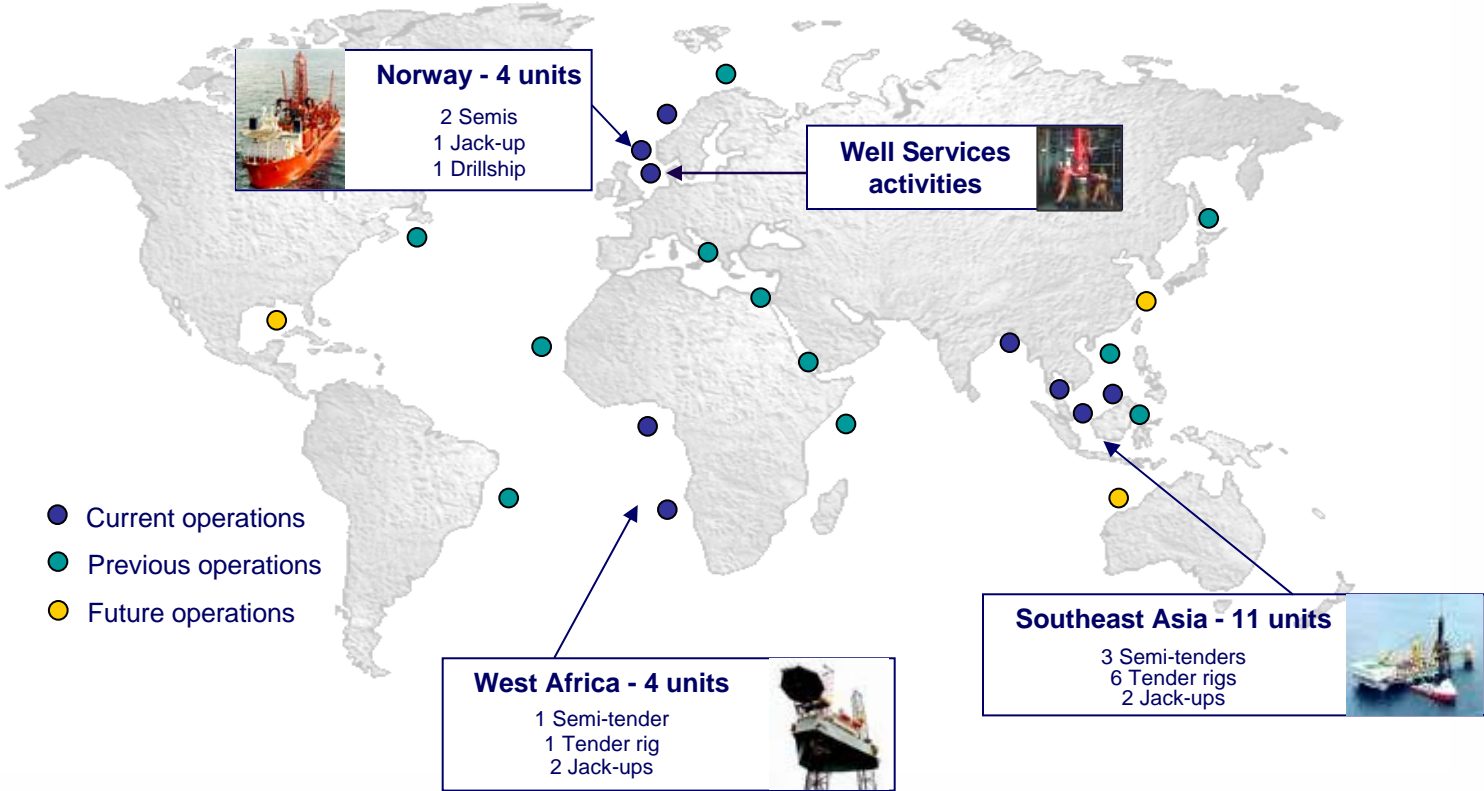 Norway - 4 units
2 Semis
1 Jack-up
1 Drillship
Well Services
activities
Current operations
Previous operations
Future operations
West Africa - 4 units
1 Semi-tender
1 Tender rig
2 Jack-ups
Southeast Asia - 11 units
3 Semi-tenders
6 Tender rigs
2 Jack-ups